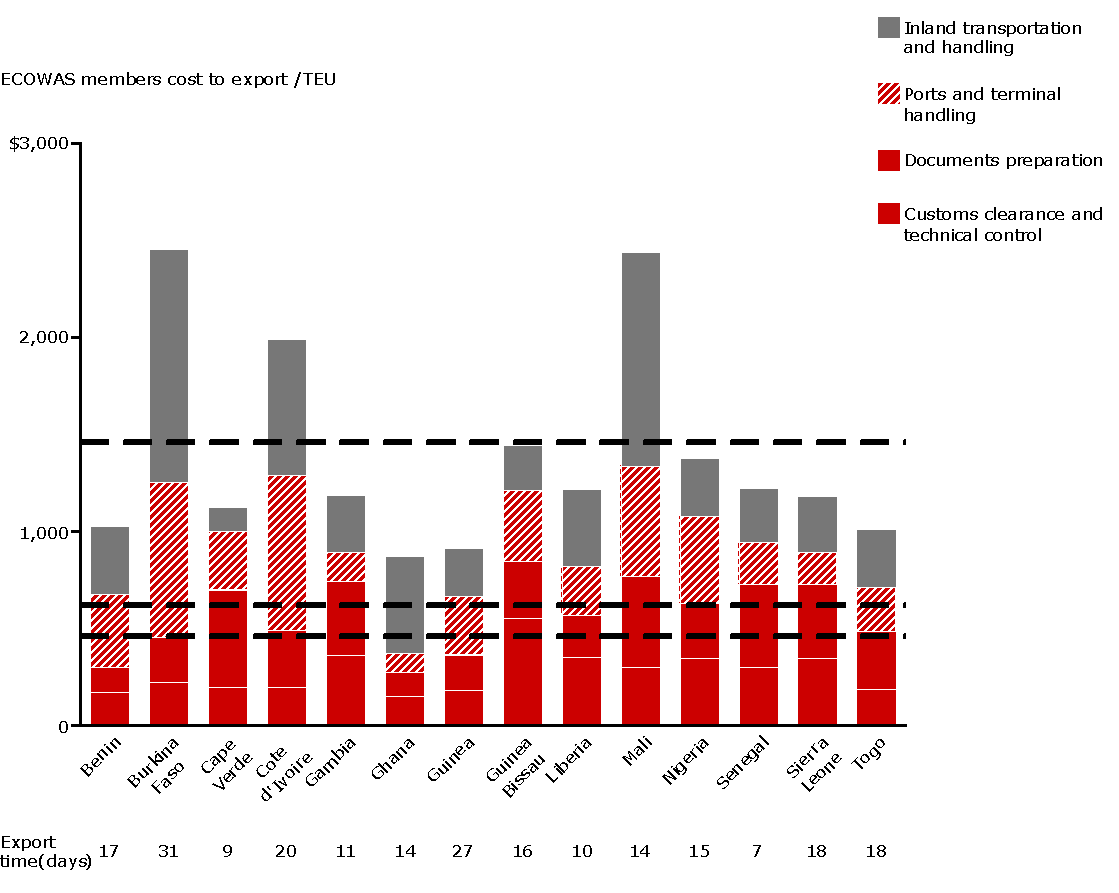 Inland transportation
and handling
ECOWAS members cost to export /TEU
Ports and terminal
handling
Documents preparation
Customs clearance and
technical control
$3,000
2,000
1,000
0
Benin
Burkina
Faso
Cape
Verde
Cote
d'Ivoire
Gambia
Ghana
Guinea
Guinea
Bissau
Liberia
Mali
Nigeria
Senegal
Sierra
Leone
Togo
Export
time(days) 17 31 9 20 11 14 27 16 10 14 15 7 18 18